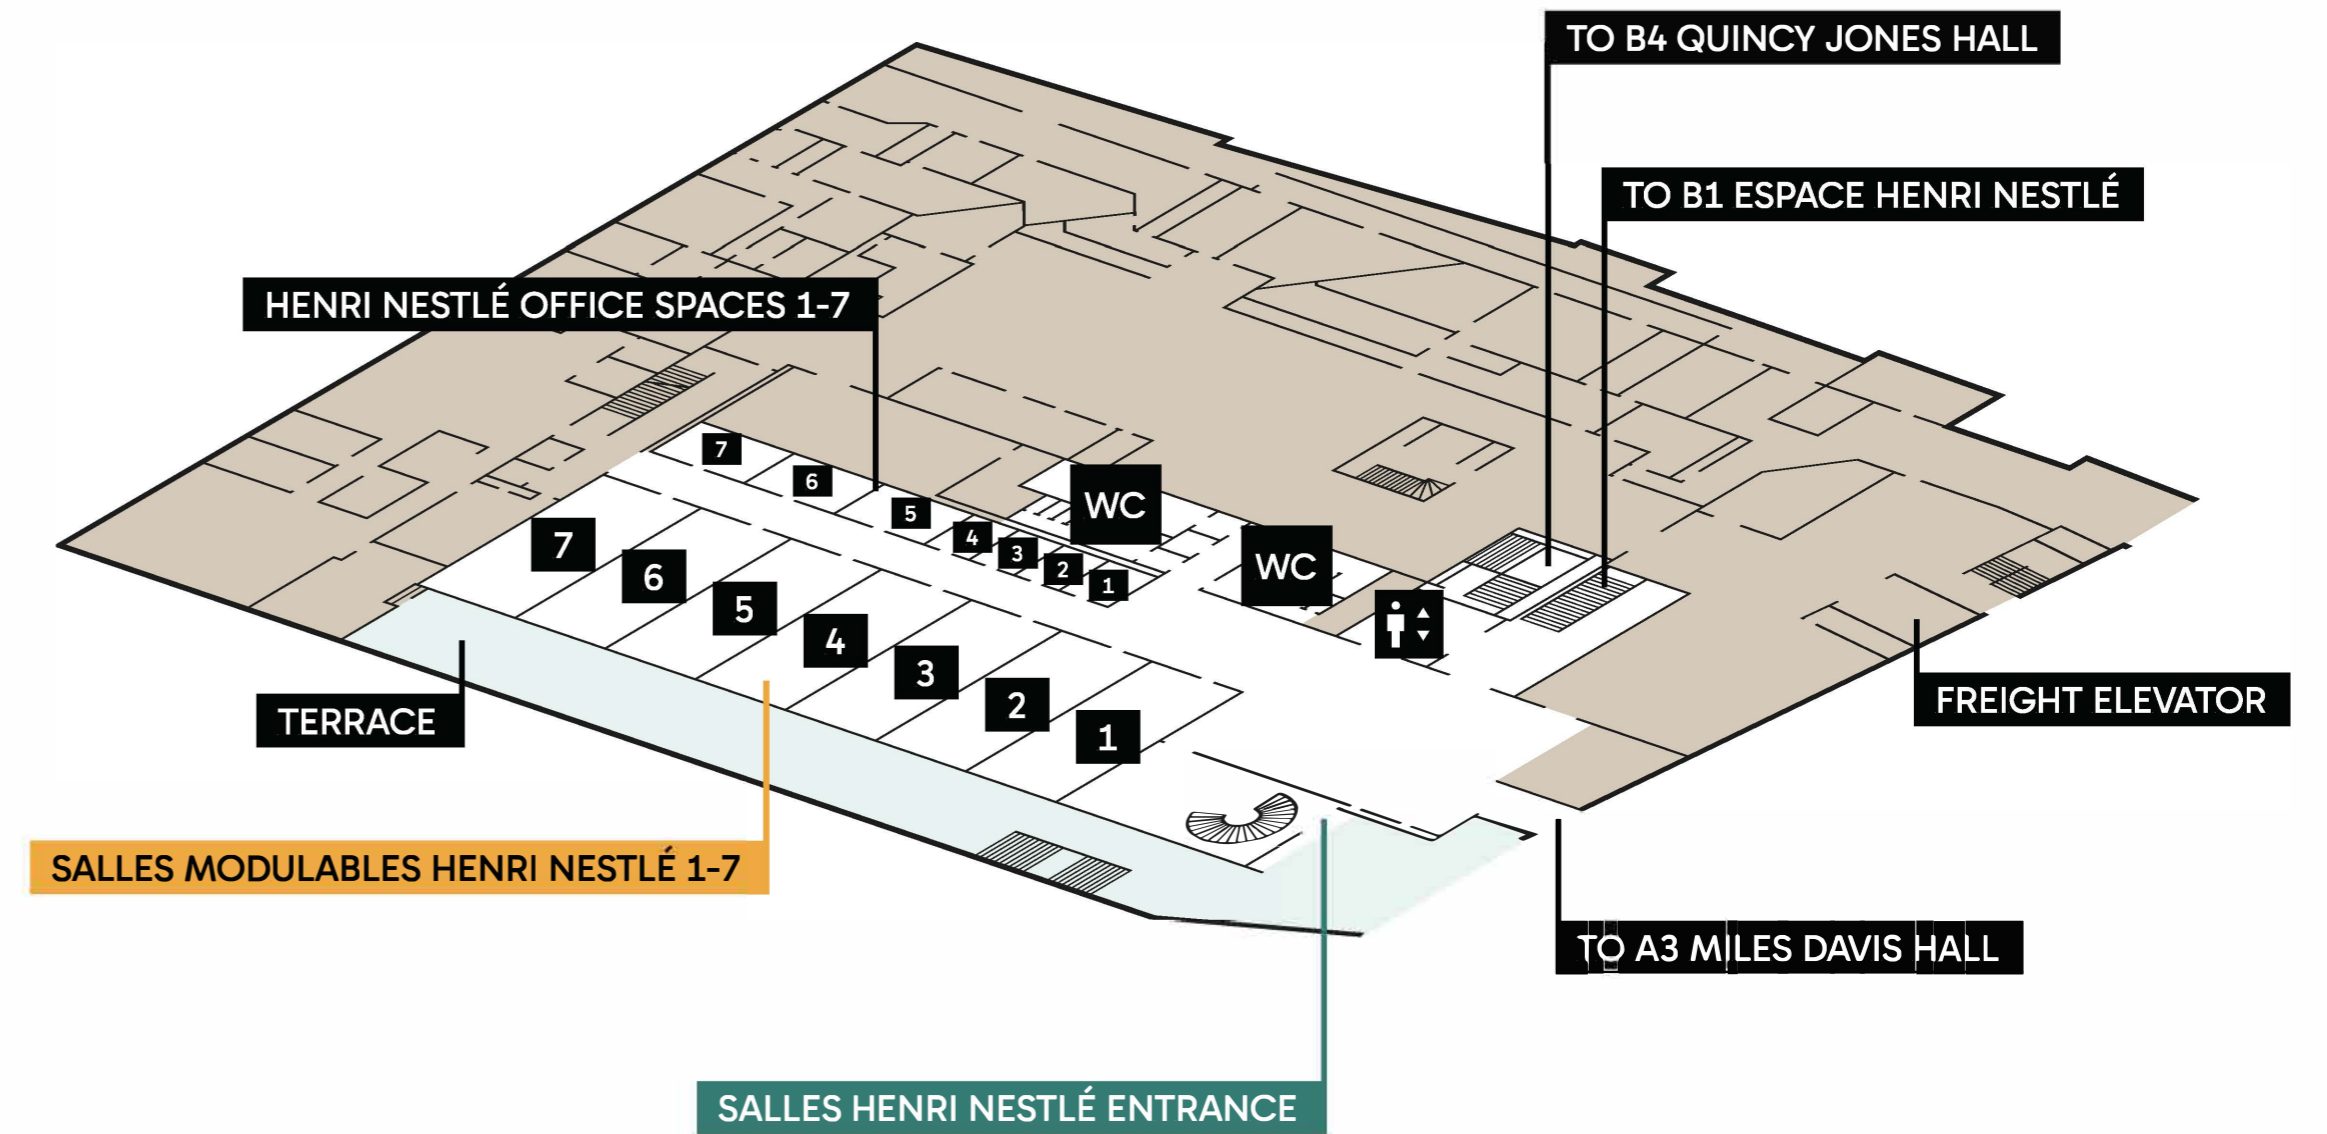 TO B4 QUINCY JONES HALL
TO B1 ESPACE HENRI NESTLÉ
HENRI NESTLÉ OFFICE SPACES 1-7
7
6
5
4
3
2
1
WC
WC
7
6
5
4
3
2
1
TERRACE
FREIGHT ELEVATOR
SALLES MODULABLES HENRI NESTLÉ 1-7
TO A3 MILES DAVIS HALL
SALLES HENRI NESTLÉ ENTRANCE